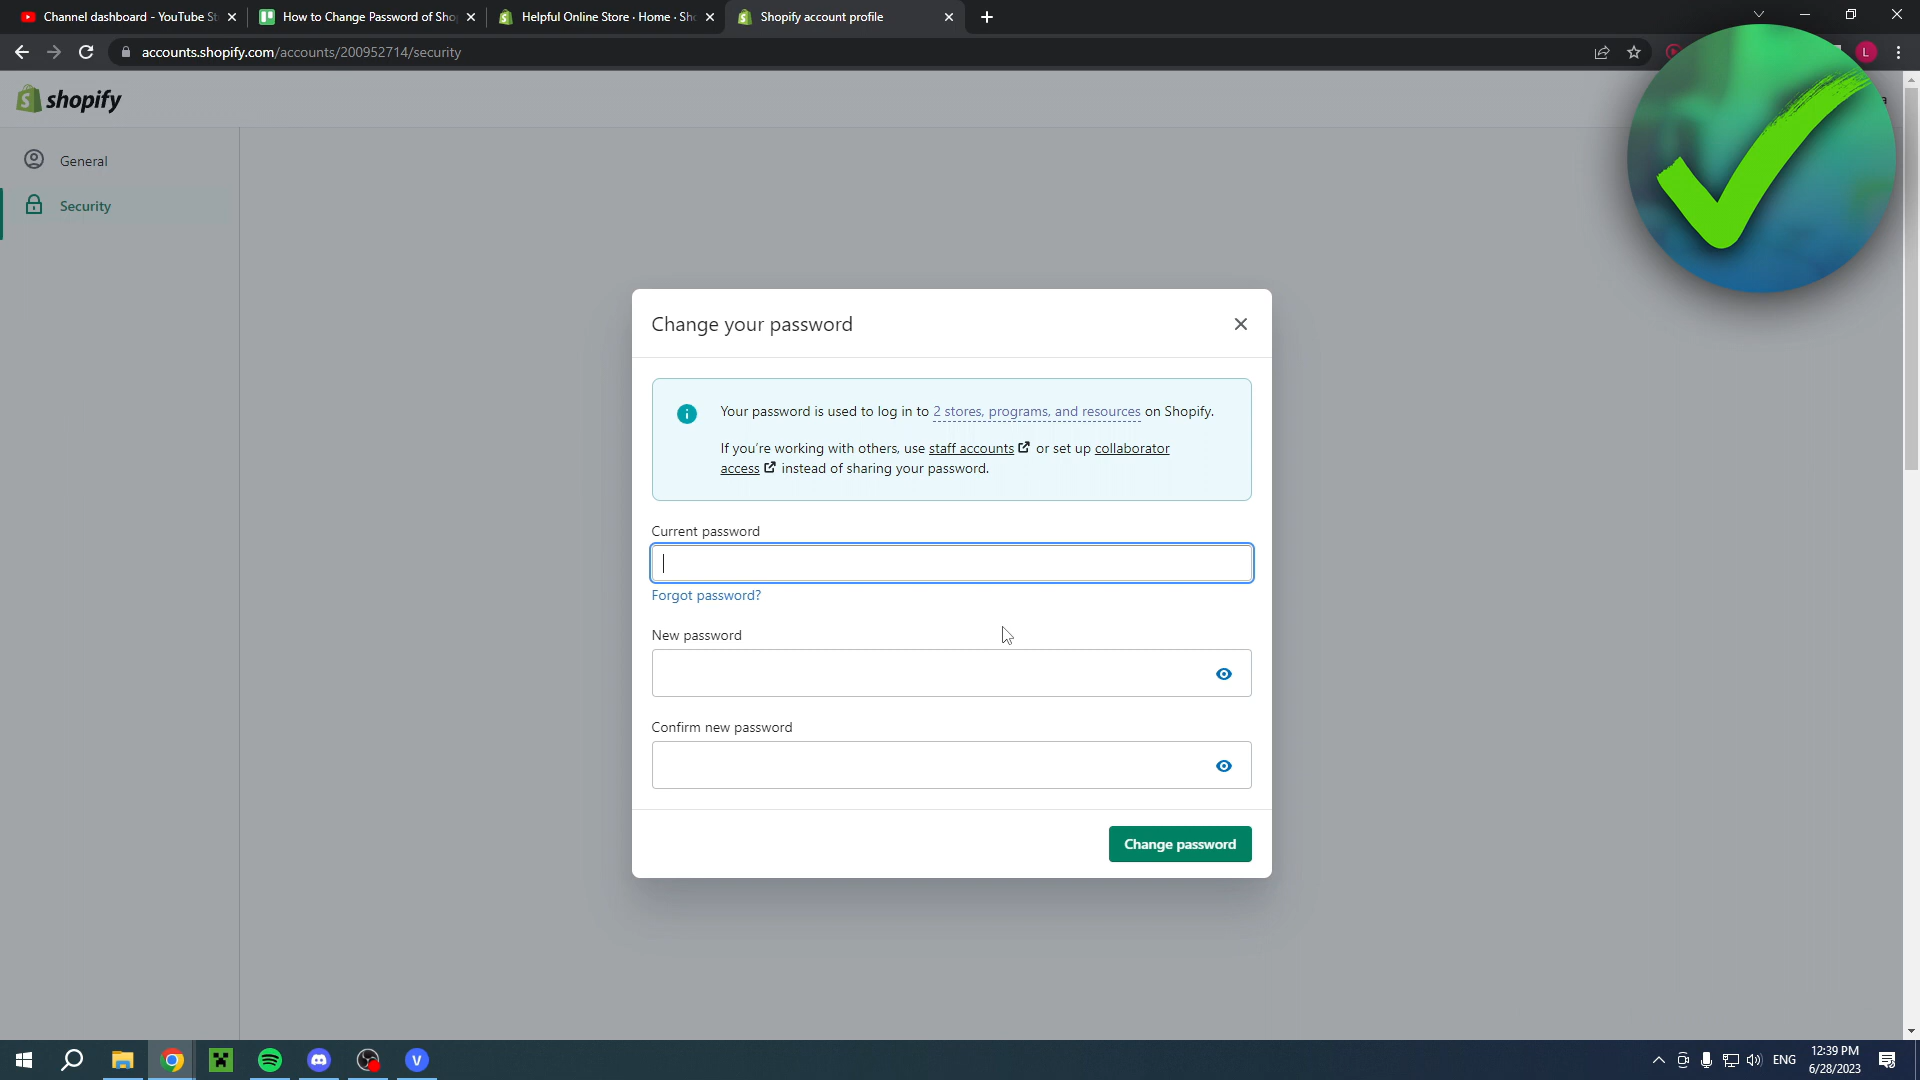 Channel dashboard - YouTube St
How to Change Password of Sho
Helpful Online Store · Home · Sho
Shopify account profile
accounts.shopify.com/accounts/200952714/security
L
shopify
General
Security
Change your password
Your password is used to log in to 2 stores, programs, and resources on Shopify.
If you're working with others, use staff accounts or set up collaborator
access instead of sharing your password.
Current password
Forgot password?
New password
Confirm new password
Change password
V
ENG
12:39 PM
6/28/2023